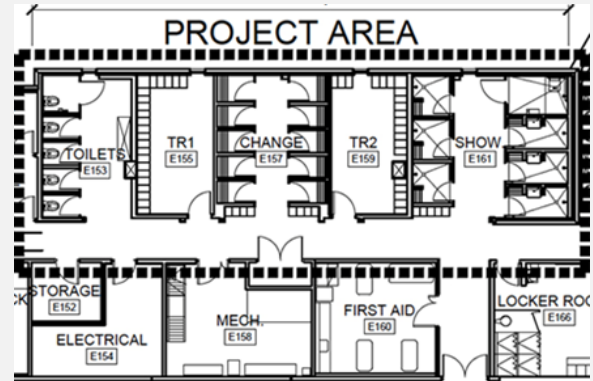 PROJECT AREA
TOILETS
E153
TR1
E155
CHANGE
E157
TR2
E159
SHOW.
E161
STORAGE
E152
ELECTRICAL
E154
MECH.
E158
FIRST AID
E160
LOCKER ROO
E166